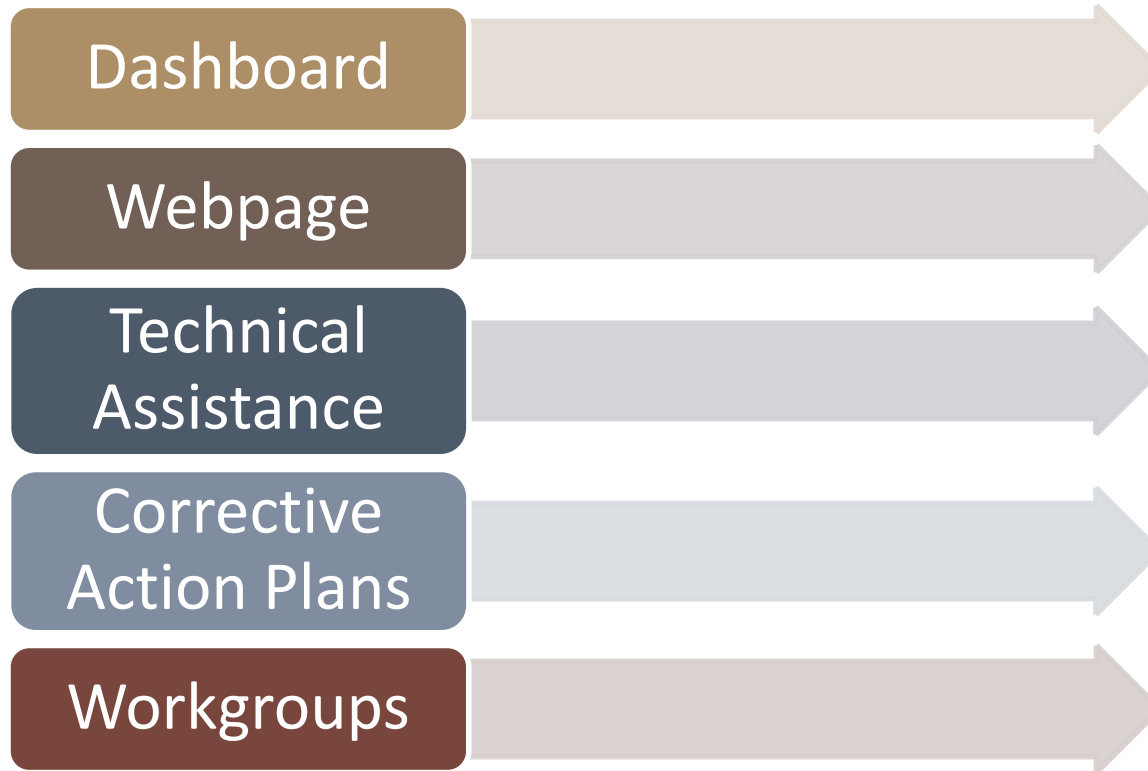 Dashboard
Webpage
Technical
Assistance
Corrective
Action Plans
Workgroups